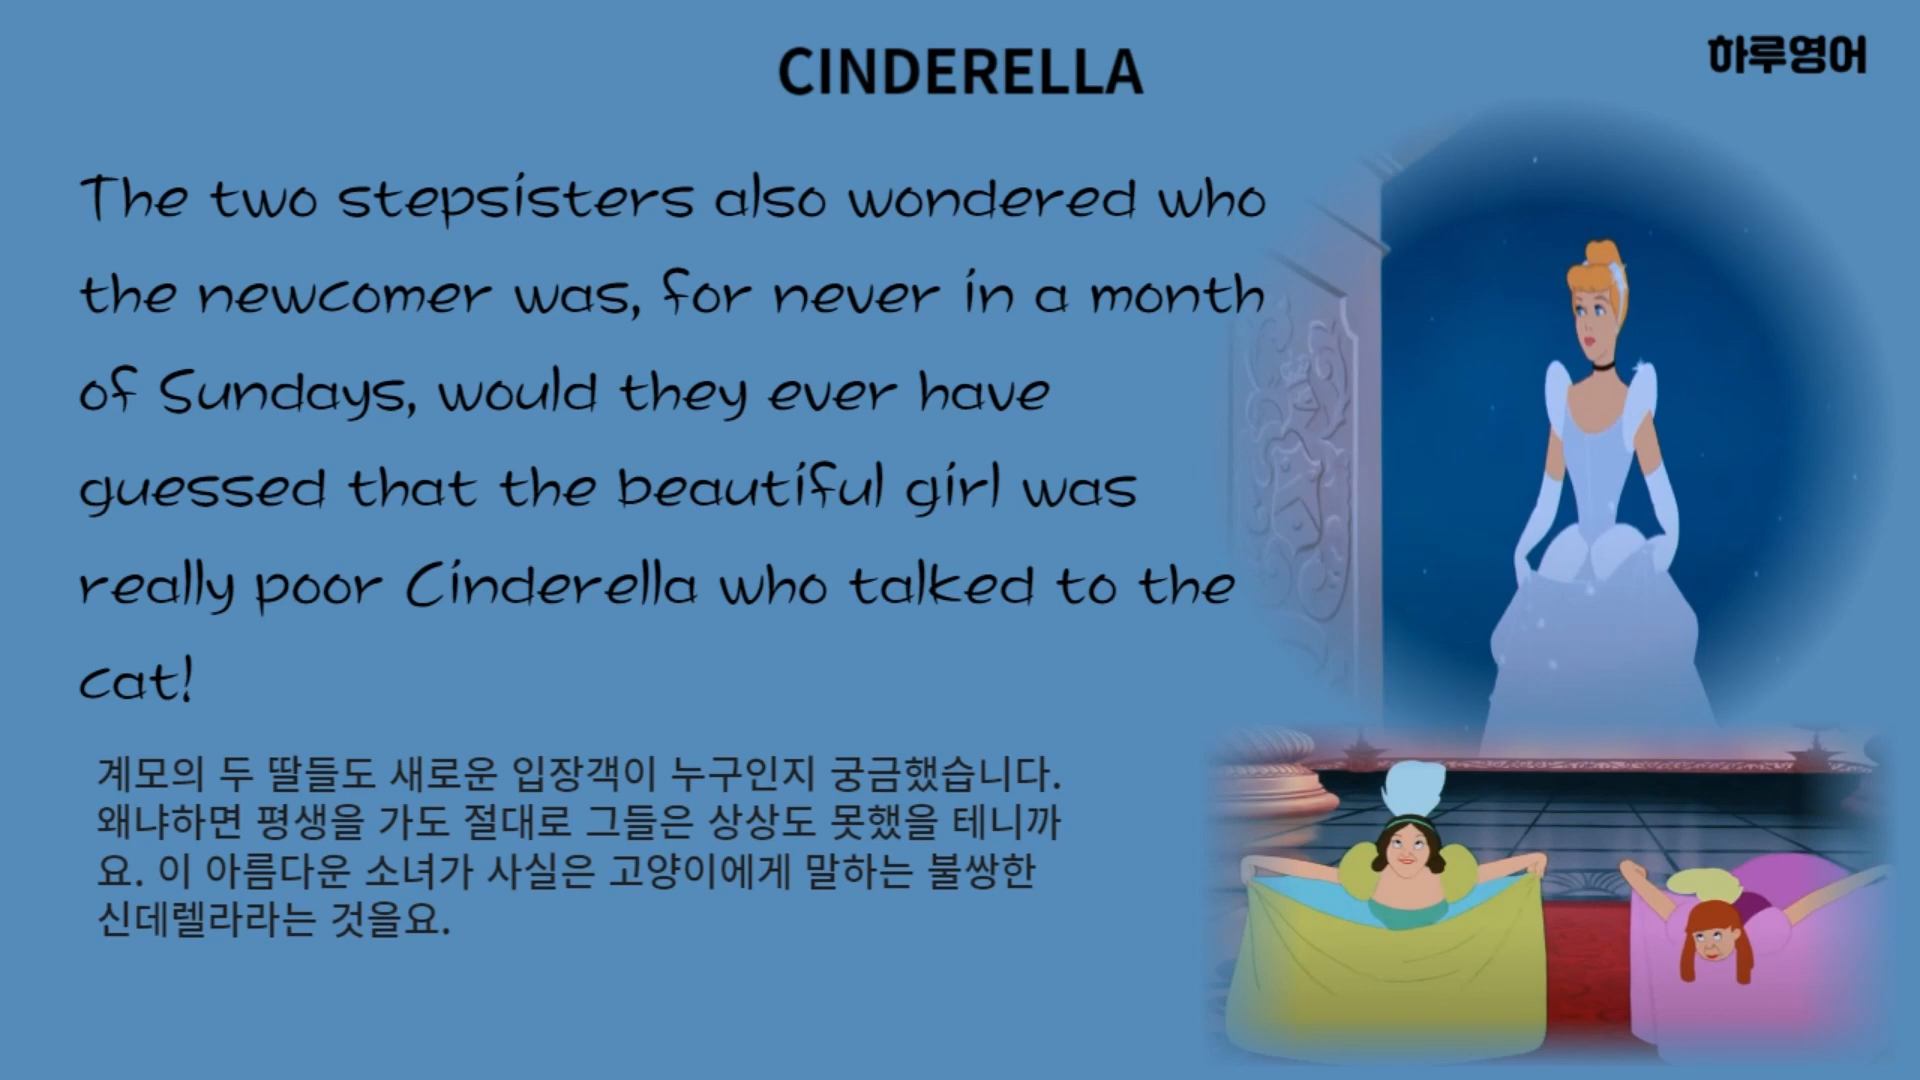 CINDERELLA
하루영어
The two stepsisters also wondered who
the newcomer was, for never in a month
of Sundays, would they ever have
guessed that the beautiful girl was
really poor Cinderella who talked to the
cat!
계모의 두 딸들도 새로운 입장객이 누구인지 궁금했습니다.
왜냐하면 평생을 가도 절대로 그들은 상상도 못했을 테니까
요. 이 아름다운 소녀가 사실은 고양이에게 말하는 불쌍한
신데렐라라는 것을요.